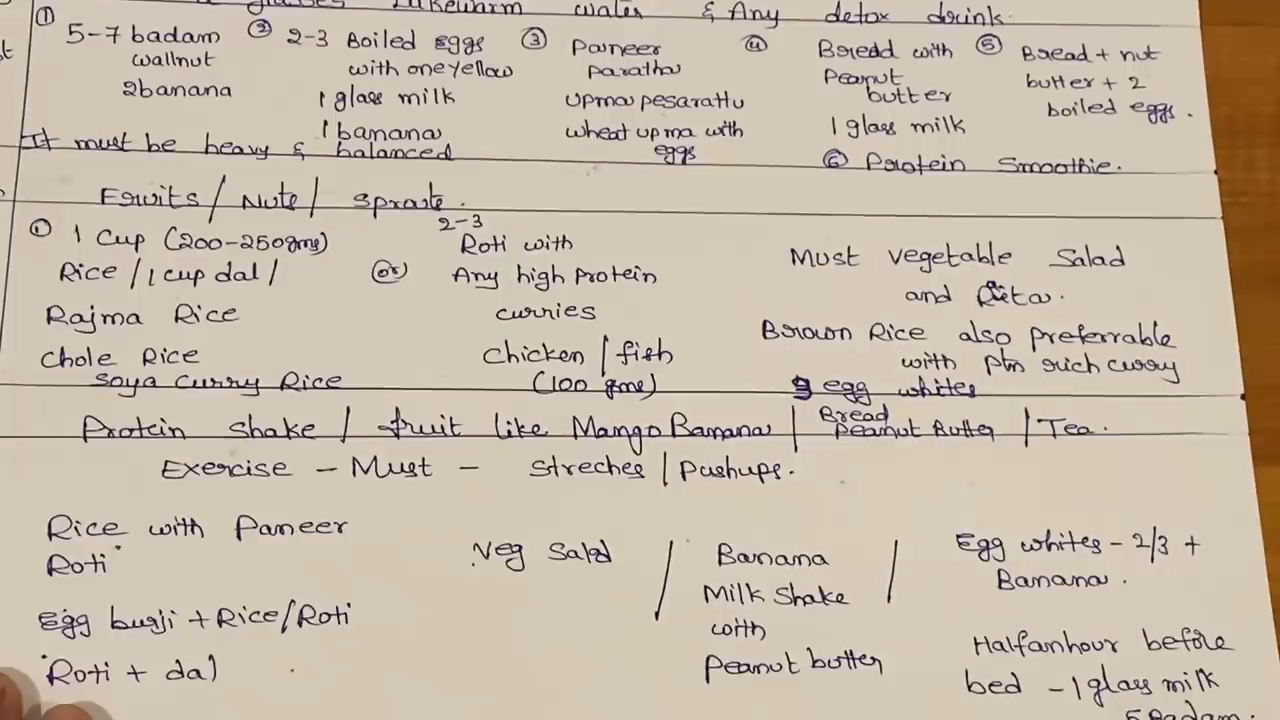 glasses Lukewarm water & Any detox drink.
① 5-7 badam
wallnut
2banana
② 2-3 Boiled eggs
with one yellow
1 glass milk
1 banana
③ Paneer
paratha
upma pesarattu
wheat upma with
eggs
④ Bread with
Peanut
butter
1 glass milk
⑤ Bread + nut
butter + 2
boiled eggs.
It must be heavy & balanced
⑥ Protein Smoothie.
Fruits / Nuts / Sprouts.
① 1 cup (200-250gms)
Rice / 1 cup dal /
Rajma Rice
Chole Rice
Soya Curry Rice
(or)
2-3
Roti with
Any high protein
curries
Chicken / fish
(100 gms)
Must vegetable Salad
and Rita.
Brown Rice also preferrable
with ptn rich curry
egg whites
Protein shake / fruit like Mango Banana / Bread Peanut Butter / Tea.
Exercise - Must - Streches / Pushups.
Rice with Paneer
Roti
Egg burji + Rice/Roti
Roti + dal
Veg Salad /
Banana
Milk Shake
with
Peanut butter
/
Egg whites - 2/3 +
Banana.
Halfanhour before
bed - 1 glass milk
5 Badam.